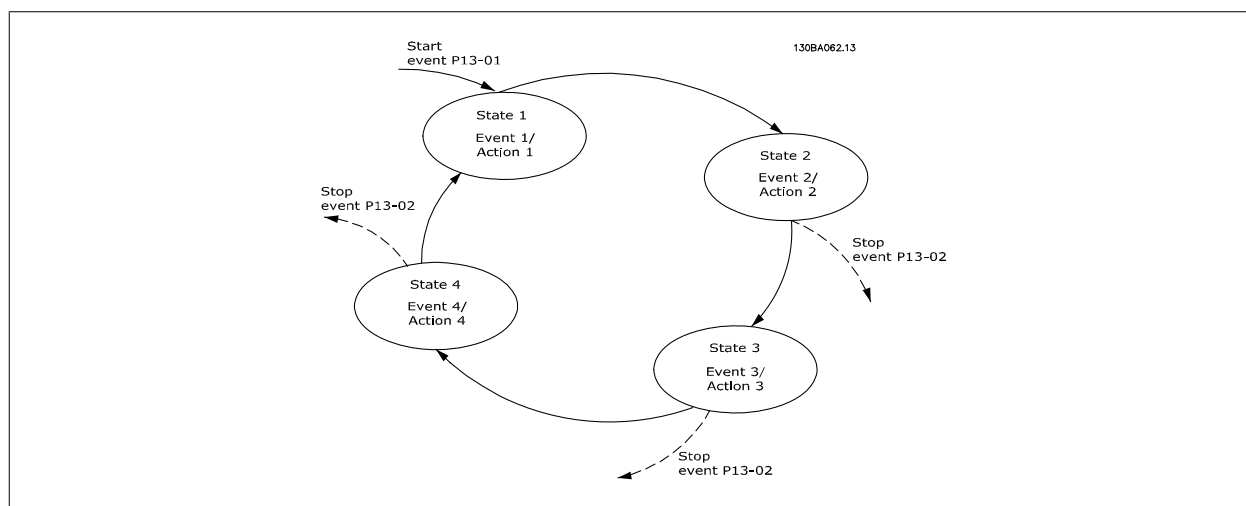 Start
event P13-01
130BA062.13
State 1
Event 1/
Action 1
State 2
Event 2/
Action 2
Stop
event P13-02
Stop
event P13-02
State 4
Event 4/
Action 4
State 3
Event 3/
Action 3
Stop
event P13-02